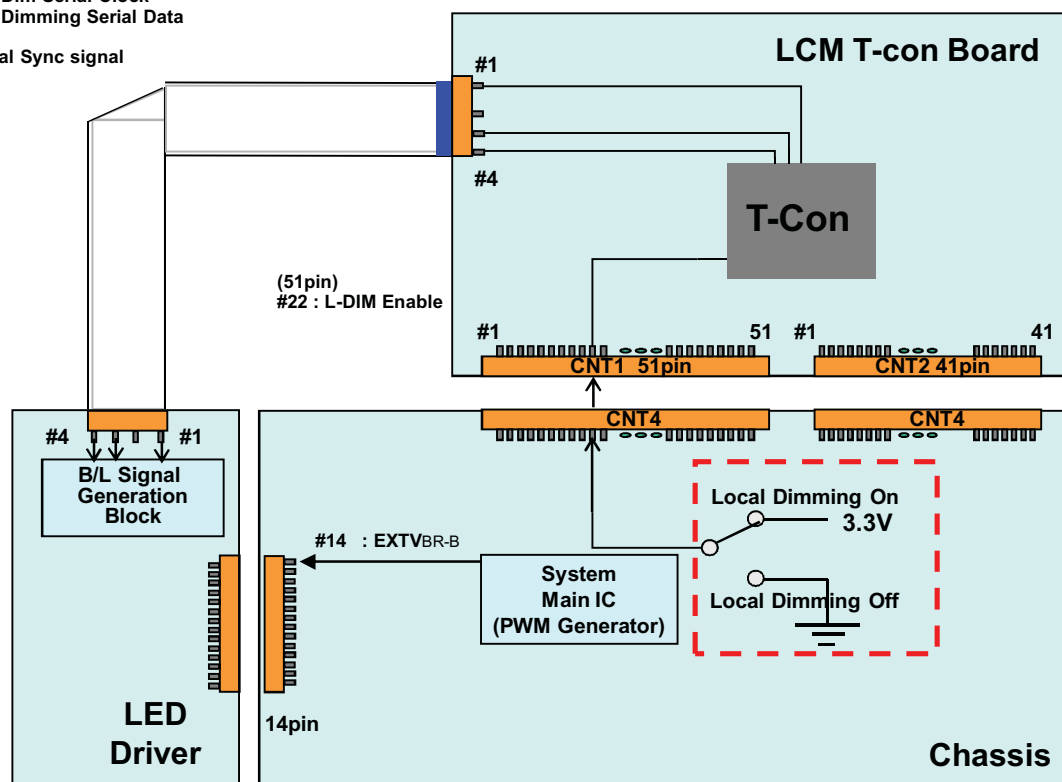 Dimming Serial Data
al Sync signal
LCM T-con Board
#1
#4
T-Con
(51pin)
#22 : L-DIM Enable
#1
51
#1
41
CNT1 51pin
CNT2 41pin
CNT4
CNT4
#4
#1
B/L Signal
Generation
Block
Local Dimming On
3.3V
#14 : EXTVBR-B
System
Main IC
(PWM Generator)
Local Dimming Off
14pin
LED
Driver
Chassis